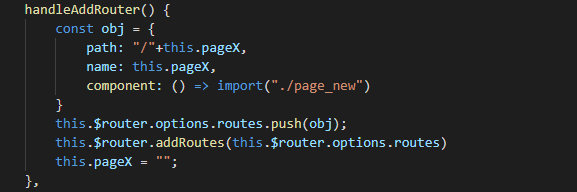 handleAddRouter() {
    const obj = {
        path: "/"+this.pageX,
        name: this.pageX,
        component: () => import("./page_new")
    }
    this.$router.options.routes.push(obj);
    this.$router.addRoutes(this.$router.options.routes)
    this.pageX = "";
},